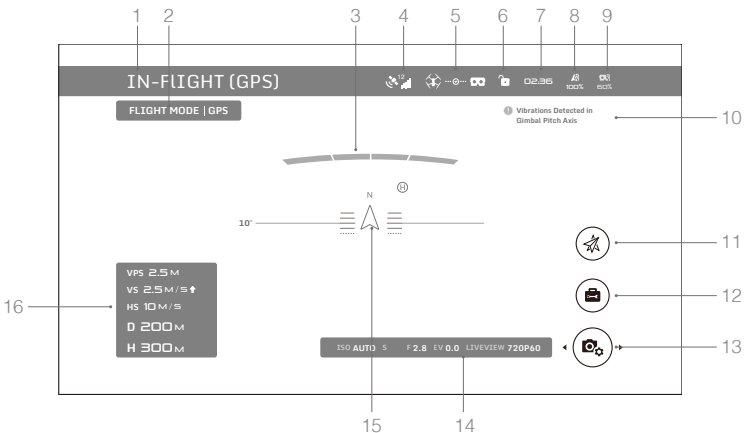 1 2 3 4 5 6 7 8 9
IN-FLIGHT (GPS) 12 02:36 100% 60%
FLIGHT MODE | GPS
Vibrations Detected in
Gimbal Pitch Axis
10
N
H
10°
11
VPS 2.5 M
VS 2.5 M/S
HS 10 M/S
D 200 M
H 300 M
16
12
ISO AUTO S F 2.8 EV 0.0 LIVEVIEW 720P60
13
15 14